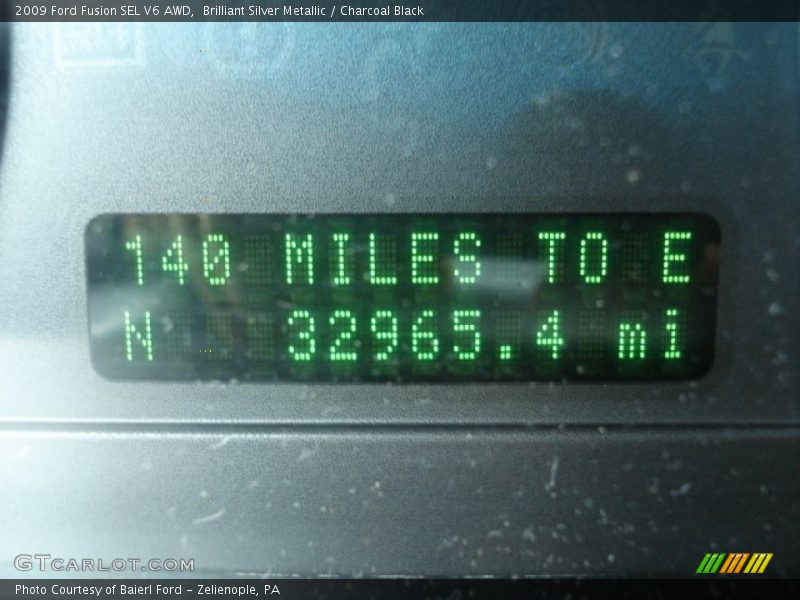 2009 Ford Fusion SEL V6 AWD,  Brilliant Silver Metallic / Charcoal Black
140 MILES TO E
N 32965.4 mi
GTCARLOT.COM
Photo Courtesy of Baierl Ford - Zelienople, PA